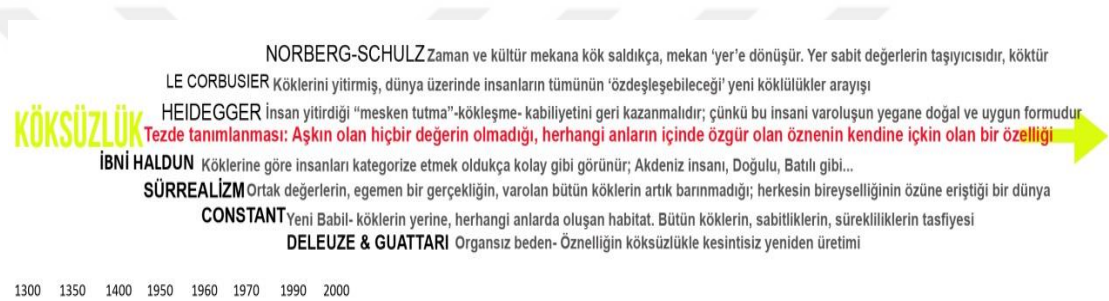 NORBERG-SCHULZ Zaman ve kültür mekana kök saldıkça, mekan ‘yer’e dönüşür. Yer sabit değerlerin taşıyıcısıdır, köktür
LE CORBUSIER Köklerini yitirmiş, dünya üzerinde insanların tümünün ‘özdeşleşebileceği’ yeni köklülükler arayışı
HEIDEGGER İnsan yitirdiği “mesken tutma”-kökleşme- kabiliyetini geri kazanmalıdır; çünkü bu insani varoluşun yegane doğal ve uygun formudur
KÖKSÜZLÜK
Tezde tanımlanması: Aşkın olan hiçbir değerin olmadığı, herhangi anların içinde özgür olan öznenin kendine içkin olan bir özelliği
İBNİ HALDUN Köklerine göre insanları kategorize etmek oldukça kolay gibi görünür; Akdeniz insanı, Doğulu, Batılı gibi...
SÜRREALİZM Ortak değerlerin, egemen bir gerçekliğin, varolan bütün köklerin artık barınmadığı; herkesin bireyselliğinin özüne eriştiği bir dünya
CONSTANT Yeni Babil- köklerin yerine, herhangi anlarda oluşan habitat. Bütün köklerin, sabitliklerin, sürekliliklerin tasfiyesi
DELEUZE & GUATTARI Organsız beden- Öznelliğin köksüzlükle kesintisiz yeniden üretimi
1300 1350 1400 1950 1960 1970 1990 2000